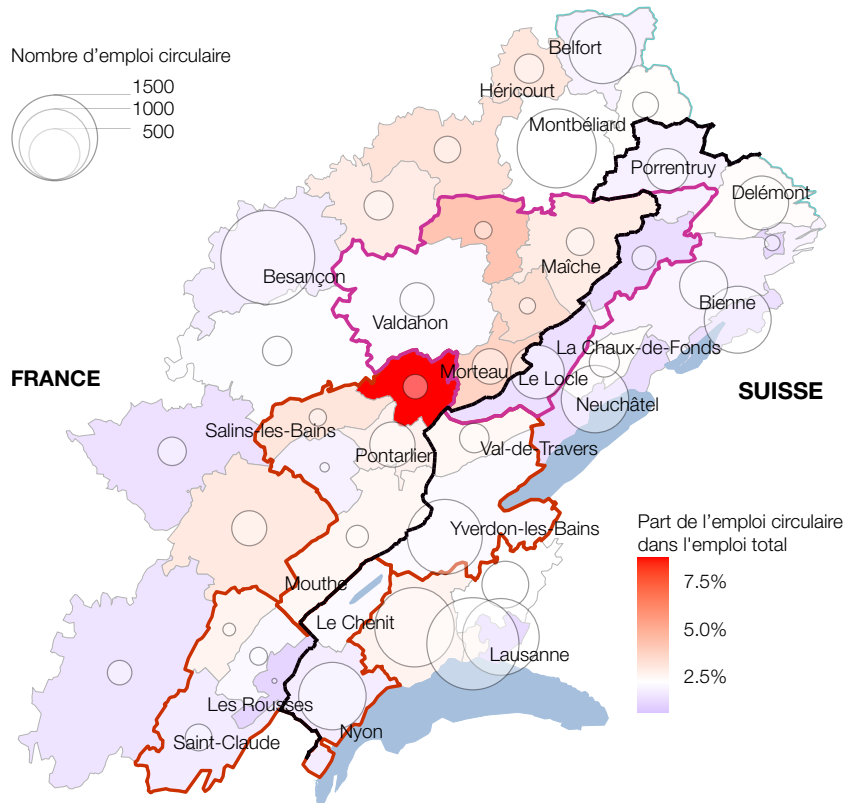 Nombre d'emploi circulaire
1500
1000
500
Belfort
Héricourt
Montbéliard
Porrentruy
Delémont
Besançon
Maîche
Bienne
Valdahon
La Chaux-de-Fonds
FRANCE
Morteau
Le Locle
SUISSE
Neuchâtel
Salins-les-Bains
Pontarlier
Val-de-Travers
Yverdon-les-Bains
Part de l'emploi circulaire
dans l'emploi total
7.5%
5.0%
2.5%
Mouthe
Le Chenit
Lausanne
Les Rousses
Nyon
Saint-Claude